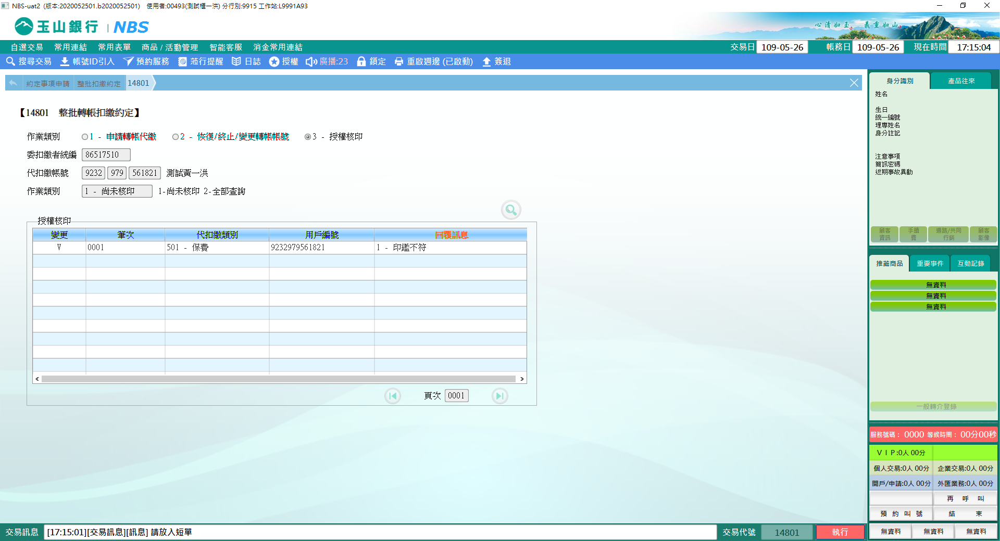 NBS-uat2 (版本:2020052501.b2020052501) 使用者:00493(測試櫃一洪) 分行別:9915 工作站:L9991A93
玉山銀行 | NBS
心清如玉。 義重如山。
自選交易 常用連結 常用表單 商品 / 活動管理 智能客服 消金常用連結 交易日 109-05-26 帳務日 109-05-26 現在時間 17:15:04
搜尋交易 帳號ID引入 預約服務 蒞行提醒 日誌 授權 廣播:23 鎖定 重啟週邊 (已啟動) 簽退
約定事項申請 整批扣繳約定 14801
【14801 整批轉帳扣繳約定】
作業類別 1 - 申請轉帳代繳 2 - 恢復/終止/變更轉帳帳號 3 - 授權核印
委扣繳者統編 86517510
代扣繳帳號 9232 979 561821 測試黃一洪
作業類別 1 - 尚未核印 1-尚未核印 2-全部查詢
授權核印
變更 筆次 代扣繳類別 用戶編號 回覆訊息
V 0001 501 - 保費 9232979561821 1 - 印鑑不符
頁次 0001
身分識別 產品往來
姓名
生日
統一編號
理專姓名
身分註記
注意事項
簡訊密碼
近期事故異動
顧客資訊 手續費 通路/共同行銷 顧客影像
推薦商品 重要事件 互動記錄
無資料
無資料
無資料
一般轉介登錄
服務號碼： 0000 等候時間： 00分00秒
ＶＩＰ:0人 00分
個人交易:0人 00分 企業交易:0人 00分
開戶/申請:0人 00分 外匯業務:0人 00分
再 呼 叫
預 約 叫 號 結 束
無資料 無資料 無資料
交易訊息 [17:15:01][交易訊息][訊息] 請放入短單 交易代號 14801 執行